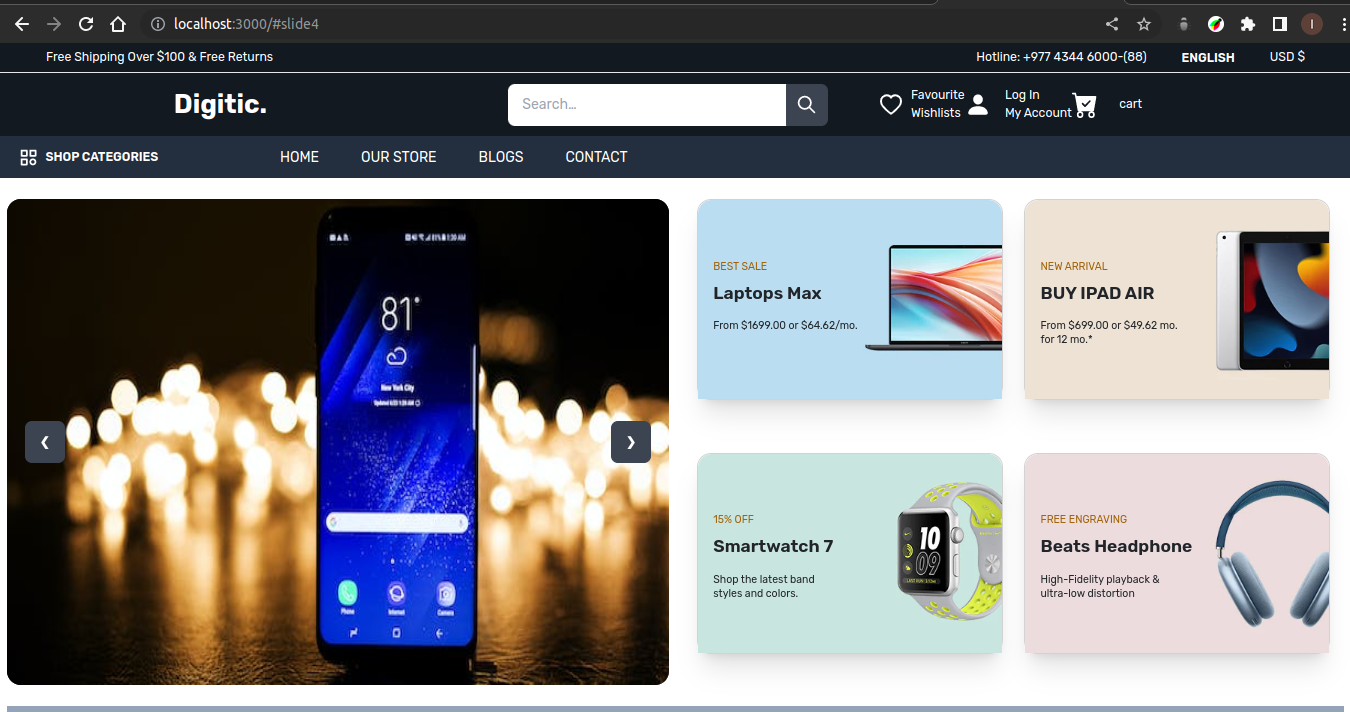 localhost:3000/#slide4
I
Free Shipping Over $100 & Free Returns
Hotline: +977 4344 6000-(88)
ENGLISH
USD $
Digitic.
Search...
Favourite
Wishlists
Log In
My Account
cart
SHOP CATEGORIES
HOME
OUR STORE
BLOGS
CONTACT
81°
New York City
Phone
Internet
Camera
BEST SALE
Laptops Max
From $1699.00 or $64.62/mo.
NEW ARRIVAL
BUY IPAD AIR
From $699.00 or $49.62 mo.
for 12 mo.*
15% OFF
Smartwatch 7
Shop the latest band
styles and colors.
10
09
FREE ENGRAVING
Beats Headphone
High-Fidelity playback &
ultra-low distortion